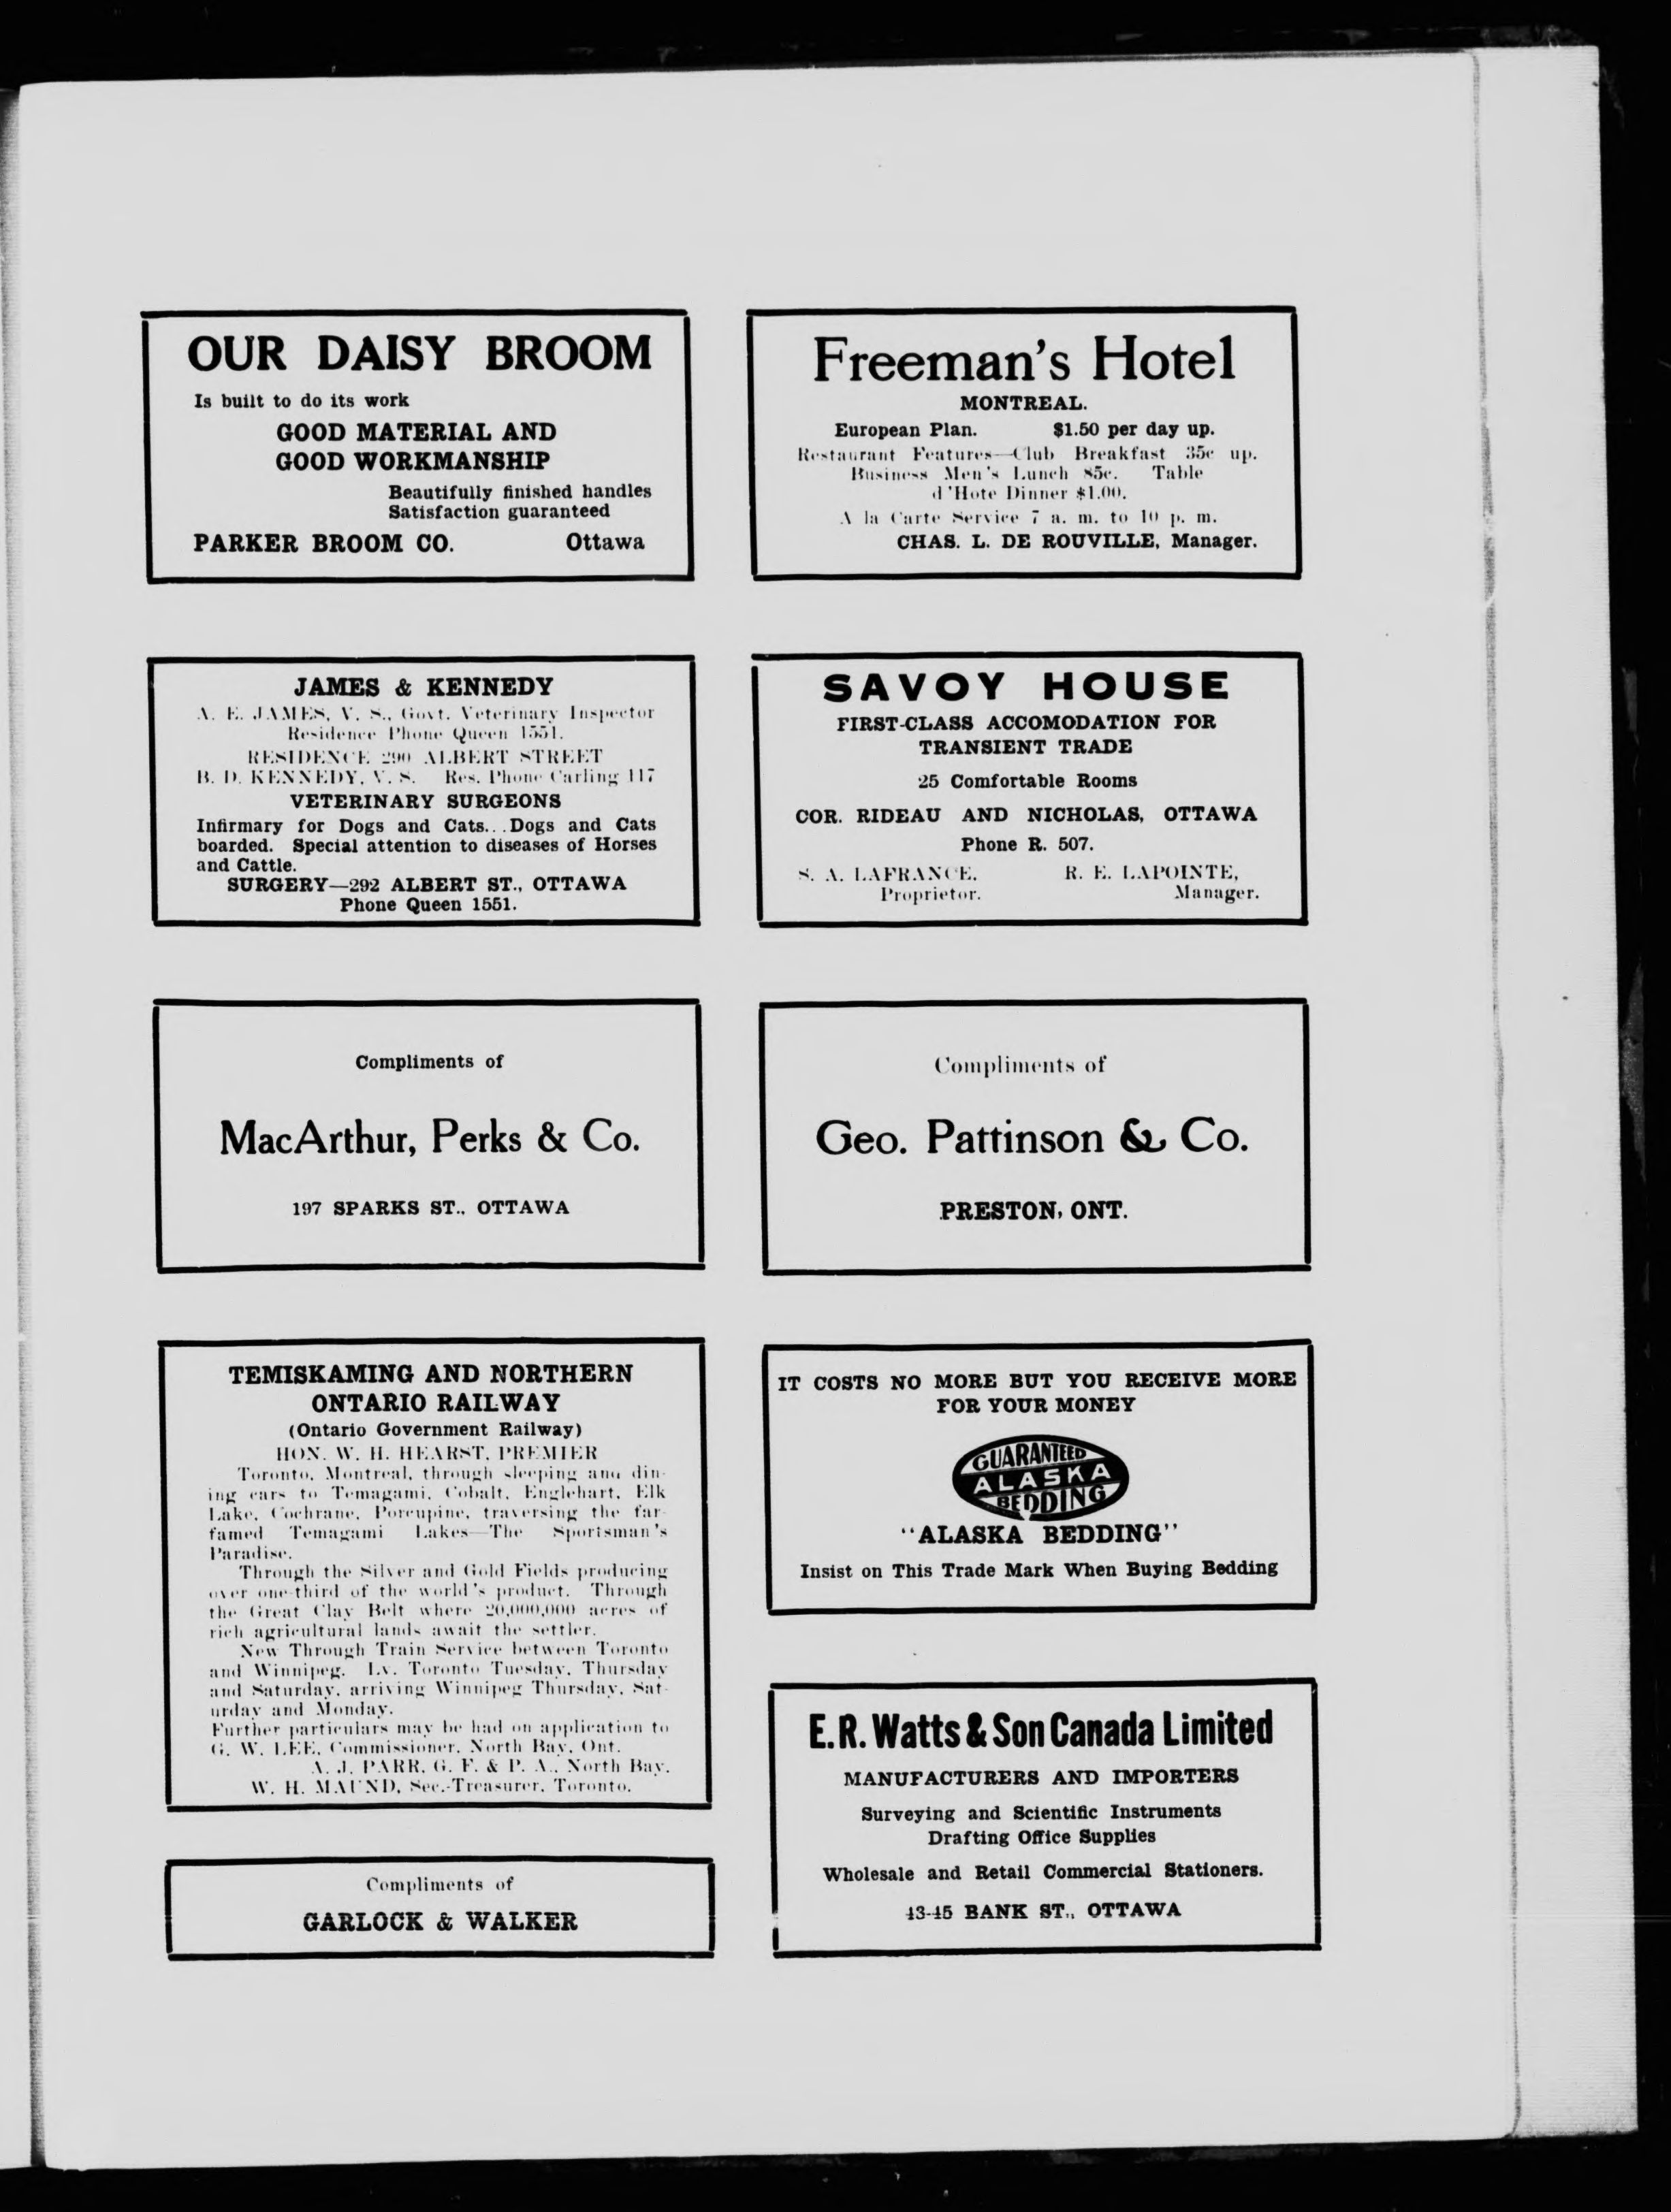 OUR DAISY BROOM
Is built to do its work
GOOD MATERIAL AND
GOOD WORKMANSHIP
Beautifully finished handles
Satisfaction guaranteed
PARKER BROOM CO. Ottawa
Freeman's Hotel
MONTREAL.
European Plan. $1.50 per day up.
Restaurant Features—Club Breakfast 35c up.
Business Men's Lunch 85c. Table
d'Hote Dinner $1.00.
A la Carte Service 7 a. m. to 10 p. m.
CHAS. L. DE ROUVILLE, Manager.
JAMES & KENNEDY
A. E. JAMES, V. S., Govt. Veterinary Inspector
Residence Phone Queen 1551.
RESIDENCE 290 ALBERT STREET
B. D. KENNEDY, V. S. Res. Phone Carling 117
VETERINARY SURGEONS
Infirmary for Dogs and Cats...Dogs and Cats
boarded. Special attention to diseases of Horses
and Cattle.
SURGERY—292 ALBERT ST., OTTAWA
Phone Queen 1551.
SAVOY HOUSE
FIRST-CLASS ACCOMODATION FOR
TRANSIENT TRADE
25 Comfortable Rooms
COR. RIDEAU AND NICHOLAS, OTTAWA
Phone R. 507.
S. A. LAFRANCE, R. E. LAPOINTE,
Proprietor. Manager.
Compliments of
MacArthur, Perks & Co.
197 SPARKS ST.. OTTAWA
Compliments of
Geo. Pattinson & Co.
PRESTON, ONT.
TEMISKAMING AND NORTHERN
ONTARIO RAILWAY
(Ontario Government Railway)
HON. W. H. HEARST, PREMIER
Toronto, Montreal, through sleeping and din-
ing cars to Temagami, Cobalt, Englehart, Elk
Lake, Cochrane, Porcupine, traversing the far-
famed Temagami Lakes—The Sportsman's
Paradise.
Through the Silver and Gold Fields producing
over one-third of the world's product. Through
the Great Clay Belt where 20,000,000 acres of
rich agricultural lands await the settler.
New Through Train Service between Toronto
and Winnipeg. Lv. Toronto Tuesday, Thursday
and Saturday, arriving Winnipeg Thursday, Sat-
urday and Monday.
Further particulars may be had on application to
G. W. LEE, Commissioner, North Bay, Ont.
A. J. PARR, G. F. & P. A., North Bay.
W. H. MAUND, Sec.-Treasurer, Toronto.
Compliments of
GARLOCK & WALKER
IT COSTS NO MORE BUT YOU RECEIVE MORE
FOR YOUR MONEY
GUARANTEED
ALASKA
BEDDING
"ALASKA BEDDING"
Insist on This Trade Mark When Buying Bedding
E. R. Watts & Son Canada Limited
MANUFACTURERS AND IMPORTERS
Surveying and Scientific Instruments
Drafting Office Supplies
Wholesale and Retail Commercial Stationers.
43-45 BANK ST., OTTAWA